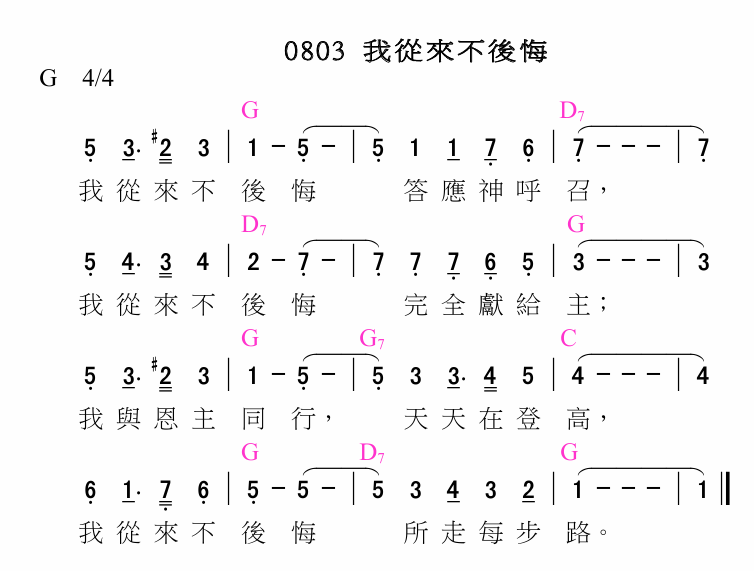 0803 我從來不後悔
G 4/4
G D7
5 3. #2 3 | 1 - 5 - | 5 1 1 7 6 | 7 - - - | 7
我從來不後悔 答應神呼召，
D7 G
5 4. 3 4 | 2 - 7 - | 7 7 7 6 5 | 3 - - - | 3
我從來不後悔 完全獻給主；
G G7 C
5 3. #2 3 | 1 - 5 - | 5 3 3. 4 5 | 4 - - - | 4
我與恩主同行， 天天在登高，
G D7 G
6 1. 7 6 | 5 - 5 - | 5 3 4 3 2 | 1 - - - | 1 ||
我從來不後悔 所走每步路。